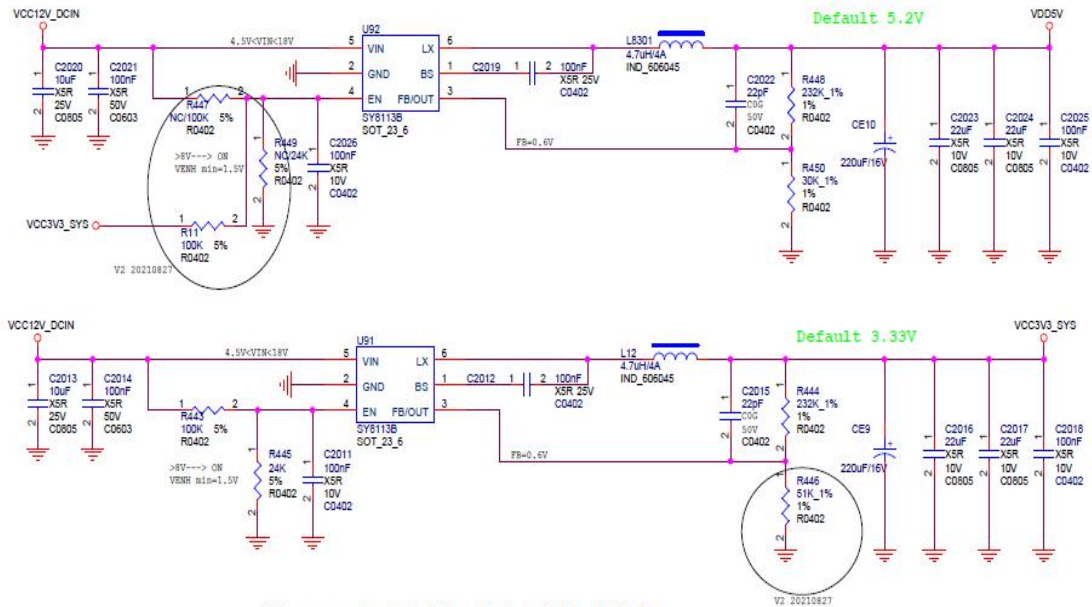 VCC12V_DCIN
4.5V<VIN<18V
U92
5 VIN LX 6
2 GND BS 1
4 EN FB/OUT 3
SY8113B
SOT_23_6
C2020
10uF
X5R
25V
C0805
C2021
100nF
X5R
50V
C0603
1 2
R447
NC/100K 5%
R0402
>8V---> ON
VENH min=1.5V
R449
NC/24K
5%
R0402
C2026
100nF
X5R
10V
C0402
VCC3V3_SYS
1 2
R11
100K 5%
R0402
V2 20210827
C2019 1 2 100nF
X5R 25V
C0402
L8301
4.7uH/4A
IND_606045
Default 5.2V
VDD5V
FB=0.6V
C2022
22pF
C0G
50V
C0402
R448
232K_1%
1%
R0402
R450
30K_1%
1%
R0402
CE10
220uF/16V
C2023
22uF
X5R
10V
C0805
C2024
22uF
X5R
10V
C0805
C2025
100nF
X5R
10V
C0402
VCC12V_DCIN
4.5V<VIN<18V
U91
5 VIN LX 6
2 GND BS 1
4 EN FB/OUT 3
SY8113B
SOT_23_6
C2013
10uF
X5R
25V
C0805
C2014
100nF
X5R
50V
C0603
1 2
R443
100K 5%
R0402
>8V---> ON
VENH min=1.5V
R445
24K
5%
R0402
C2011
100nF
X5R
10V
C0402
C2012 1 2 100nF
X5R 25V
C0402
L12
4.7uH/4A
IND_606045
Default 3.33V
VCC3V3_SYS
FB=0.6V
C2015
22pF
C0G
50V
C0402
R444
232K_1%
1%
R0402
R446
51K_1%
1%
R0402
V2 20210827
CE9
220uF/16V
C2016
22uF
X5R
10V
C0805
C2017
22uF
X5R
10V
C0805
C2018
100nF
X5R
10V
C0402